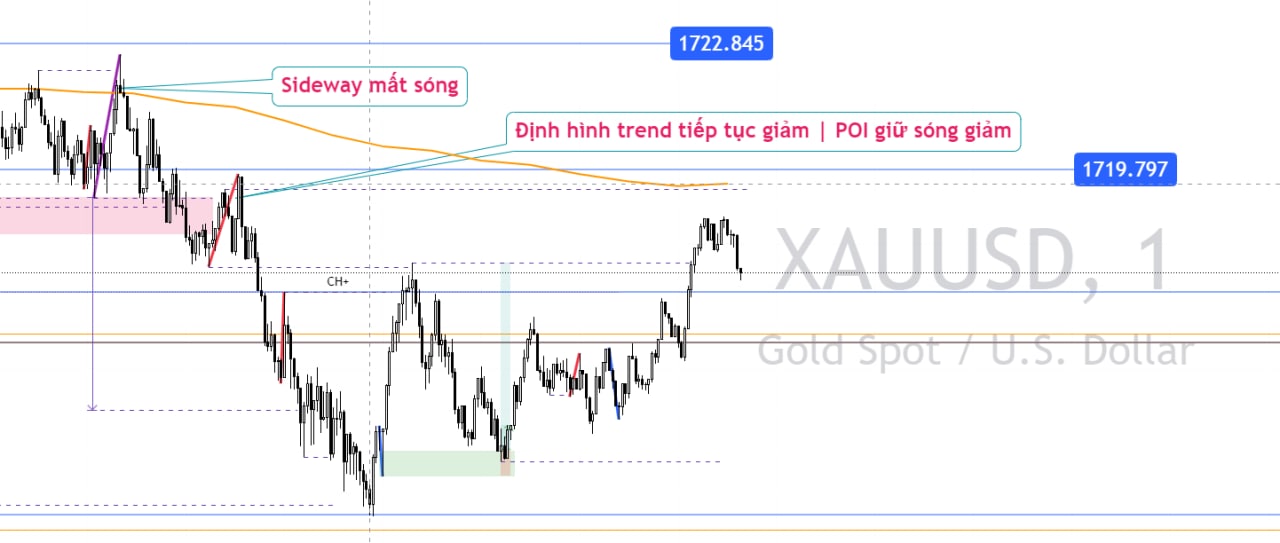 1722.845
Sideway mất sóng
Định hình trend tiếp tục giảm | POI giữ sóng giảm
1719.797
XAUUSD, 1
CH+
Gold Spot / U.S. Dollar